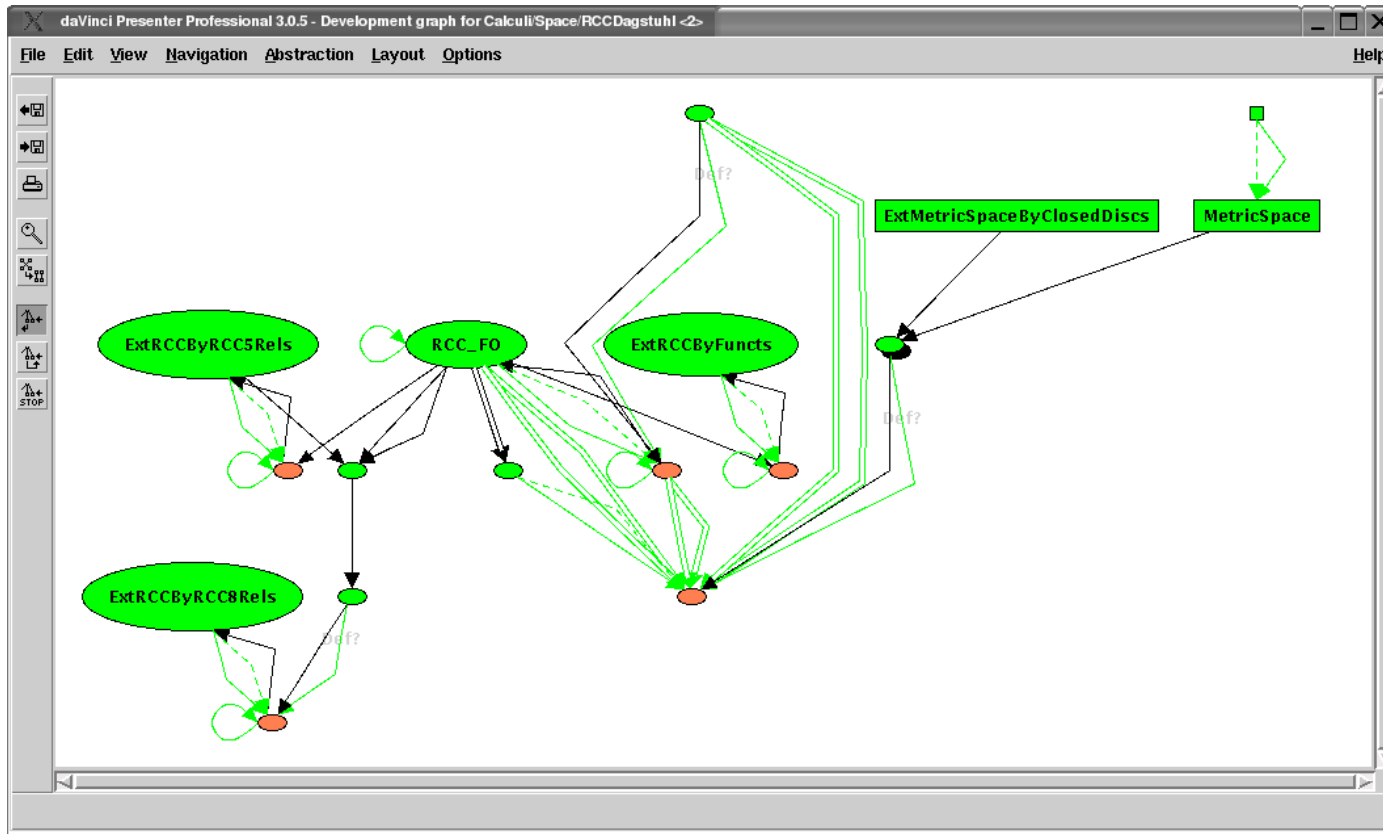 daVinci Presenter Professional 3.0.5 - Development graph for Calculi/Space/RCCDagstuhl <2>
File Edit View Navigation Abstraction Layout Options Help
Def?
ExtMetricSpaceByClosedDiscs MetricSpace
ExtRCCByRCC5Rels RCC_FO ExtRCCByFuncts
STOP
Def?
ExtRCCByRCC8Rels
Def?